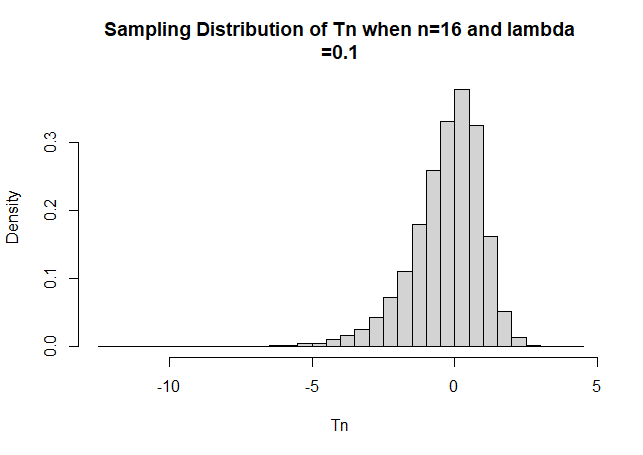 Sampling Distribution of Tn when n=16 and lambda
=0.1
Density
0.3
0.2
0.1
0.0
-10 -5 0 5
Tn